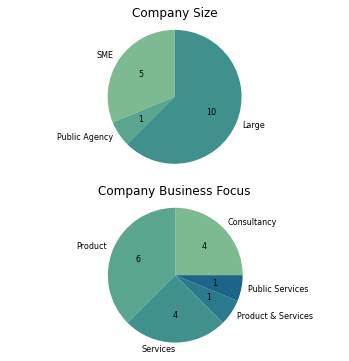 Company Size
SME
5
1
10
Public Agency
Large
Company Business Focus
Consultancy
Product
4
6
1
Public Services
1
Product & Services
4
Services